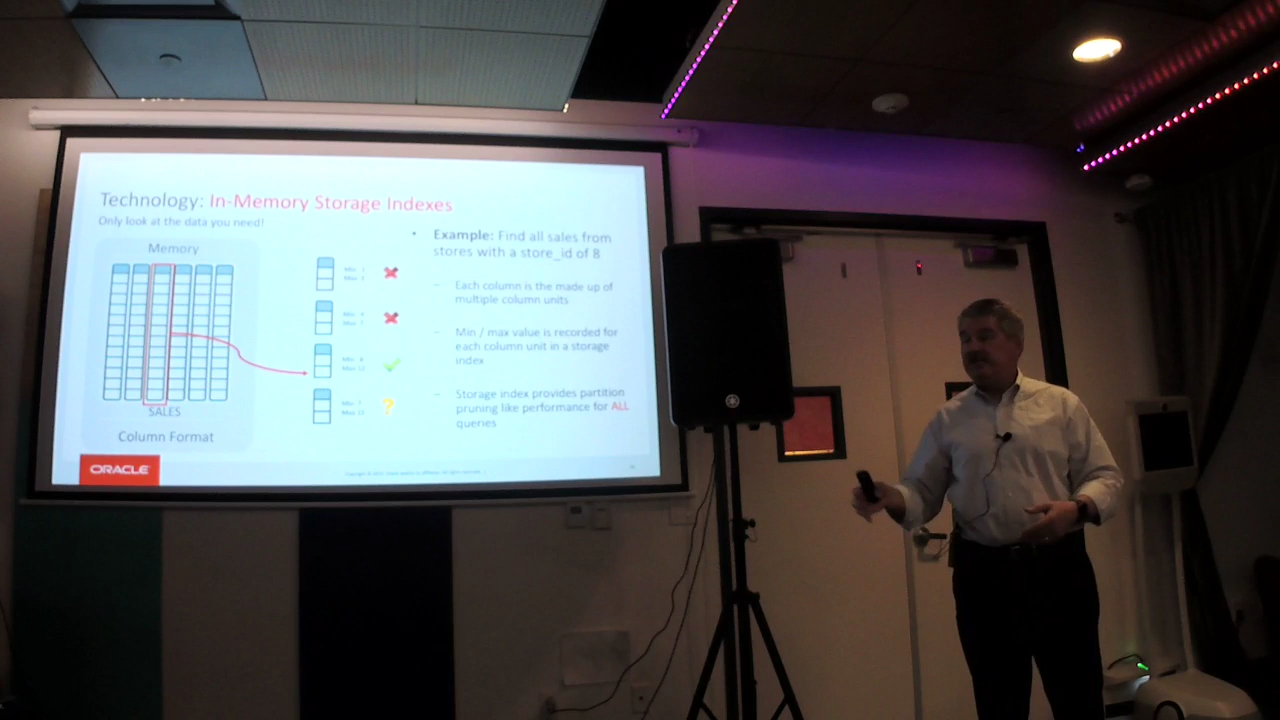 Technology: In-Memory Storage Indexes
Only look at the data you need!
Memory
SALES
Column Format
• Example: Find all sales from
stores with a store_id of 8
– Each column is the made up of
multiple column units
– Min / max value is recorded for
each column unit in a storage
index
– Storage index provides partition
pruning like performance for ALL
queries
?
ORACLE